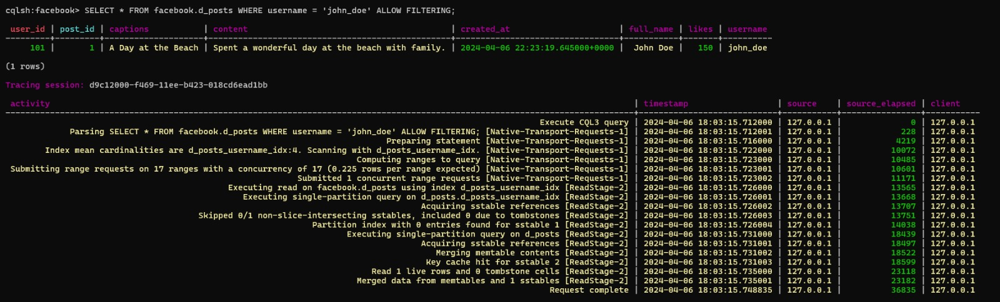 cqlsh:facebook> SELECT * FROM facebook.d_posts WHERE username = 'john_doe' ALLOW FILTERING;
user_id | post_id | captions | content | created_at | full_name | likes | username
101 | 1 | A Day at the Beach | Spent a wonderful day at the beach with family. | 2024-04-06 22:23:19.645000+0000 | John Doe | 150 | john_doe
(1 rows)
Tracing session: d9c12000-f469-11ee-b423-018cd6ead1bb
activity | timestamp | source | source_elapsed | client
Execute CQL3 query | 2024-04-06 18:03:15.712000 | 127.0.0.1 | 0 | 127.0.0.1
Parsing SELECT * FROM facebook.d_posts WHERE username = 'john_doe' ALLOW FILTERING; [Native-Transport-Requests-1] | 2024-04-06 18:03:15.712001 | 127.0.0.1 | 228 | 127.0.0.1
Preparing statement [Native-Transport-Requests-1] | 2024-04-06 18:03:15.716000 | 127.0.0.1 | 4219 | 127.0.0.1
Index mean cardinalities are d_posts_username_idx:4. Scanning with d_posts_username_idx. [Native-Transport-Requests-1] | 2024-04-06 18:03:15.722000 | 127.0.0.1 | 10072 | 127.0.0.1
Computing ranges to query [Native-Transport-Requests-1] | 2024-04-06 18:03:15.723000 | 127.0.0.1 | 10485 | 127.0.0.1
Submitting range requests on 17 ranges with a concurrency of 17 (0.225 rows per range expected) [Native-Transport-Requests-1] | 2024-04-06 18:03:15.723001 | 127.0.0.1 | 10601 | 127.0.0.1
Submitted 1 concurrent range requests [Native-Transport-Requests-1] | 2024-04-06 18:03:15.723002 | 127.0.0.1 | 11171 | 127.0.0.1
Executing read on facebook.d_posts using index d_posts_username_idx [ReadStage-2] | 2024-04-06 18:03:15.726000 | 127.0.0.1 | 13565 | 127.0.0.1
Executing single-partition query on d_posts.d_posts_username_idx [ReadStage-2] | 2024-04-06 18:03:15.726001 | 127.0.0.1 | 13668 | 127.0.0.1
Acquiring sstable references [ReadStage-2] | 2024-04-06 18:03:15.726002 | 127.0.0.1 | 13707 | 127.0.0.1
Skipped 0/1 non-slice-intersecting sstables, included 0 due to tombstones [ReadStage-2] | 2024-04-06 18:03:15.726003 | 127.0.0.1 | 13751 | 127.0.0.1
Partition index with 0 entries found for sstable 1 [ReadStage-2] | 2024-04-06 18:03:15.726004 | 127.0.0.1 | 14038 | 127.0.0.1
Executing single-partition query on d_posts [ReadStage-2] | 2024-04-06 18:03:15.731000 | 127.0.0.1 | 18439 | 127.0.0.1
Acquiring sstable references [ReadStage-2] | 2024-04-06 18:03:15.731001 | 127.0.0.1 | 18497 | 127.0.0.1
Merging memtable contents [ReadStage-2] | 2024-04-06 18:03:15.731002 | 127.0.0.1 | 18522 | 127.0.0.1
Key cache hit for sstable 2 [ReadStage-2] | 2024-04-06 18:03:15.731003 | 127.0.0.1 | 18599 | 127.0.0.1
Read 1 live rows and 0 tombstone cells [ReadStage-2] | 2024-04-06 18:03:15.735000 | 127.0.0.1 | 23118 | 127.0.0.1
Merged data from memtables and 1 sstables [ReadStage-2] | 2024-04-06 18:03:15.735001 | 127.0.0.1 | 23182 | 127.0.0.1
Request complete | 2024-04-06 18:03:15.748835 | 127.0.0.1 | 36835 | 127.0.0.1